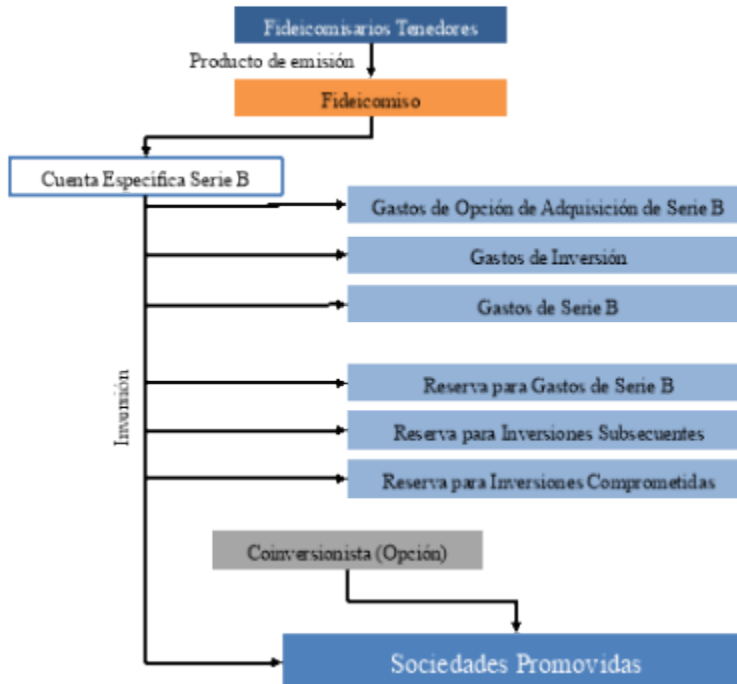 Fideicomisarios Tenedores
Producto de emisión
Fideicomiso
Cuenta Especifica Serie B
Gastos de Opción de Adquisición de Serie B
Gastos de Inversión
Gastos de Serie B
Inversión
Reserva para Gastos de Serie B
Reserva para Inversiones Subsecuentes
Reserva para Inversiones Comprometidas
Coinversionista (Opción)
Sociedades Promovidas